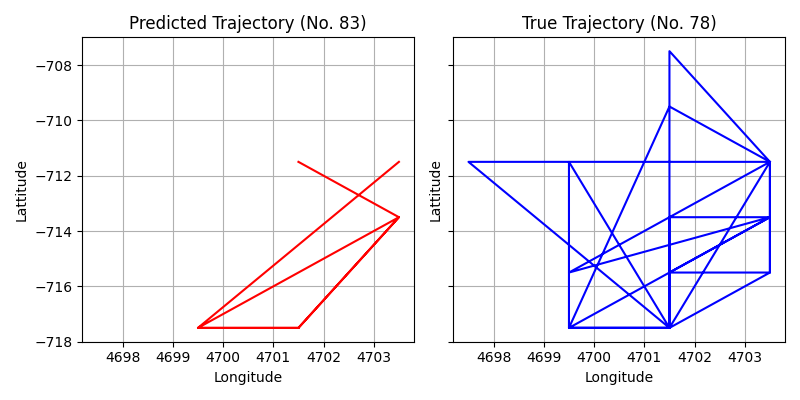 Predicted Trajectory (No. 83)
True Trajectory (No. 78)
−708
−710
−712
−714
−716
−718
Lattitude
Lattitude
4698 4699 4700 4701 4702 4703
4698 4699 4700 4701 4702 4703
Longitude
Longitude